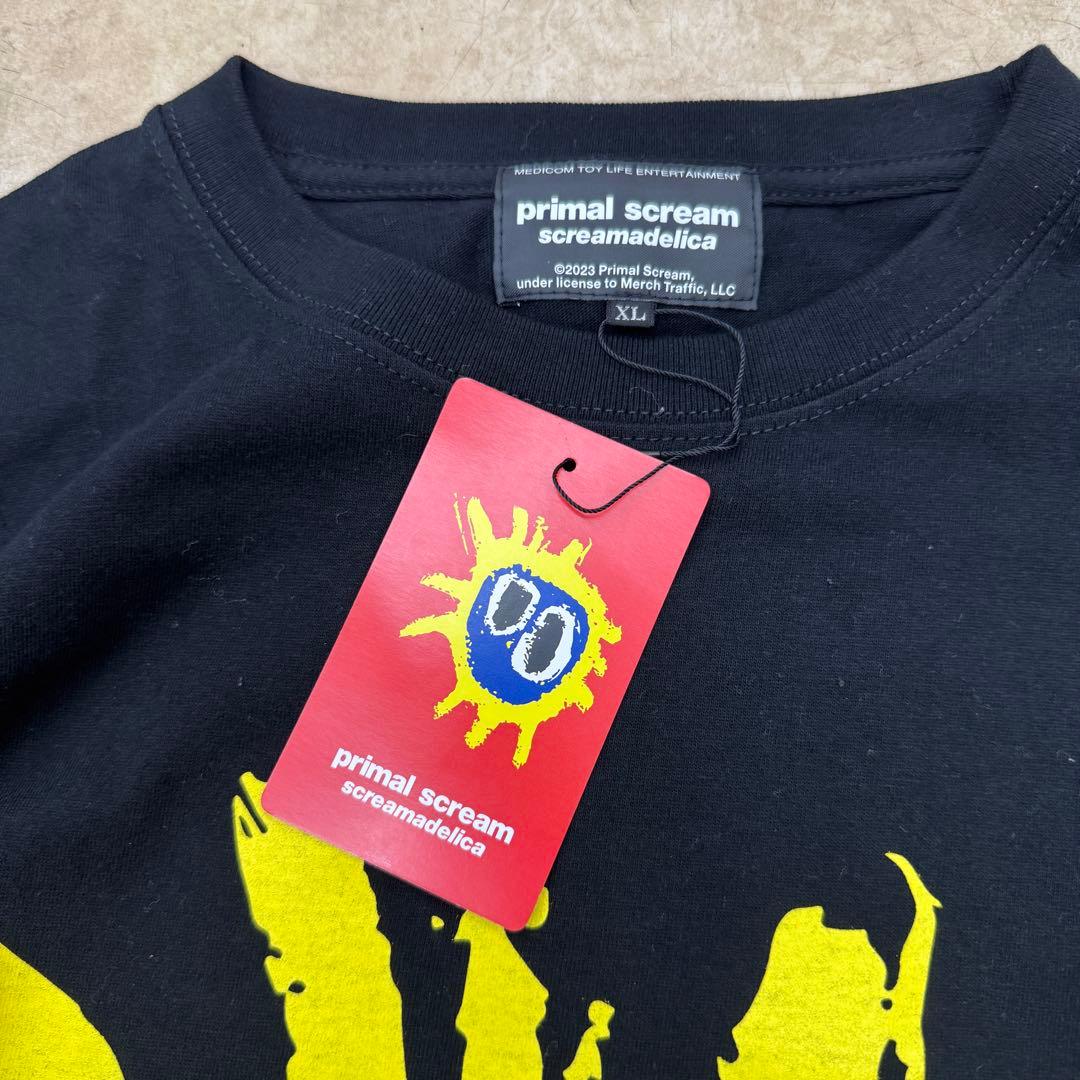 MEDICOM TOY LIFE ENTERTAINMENT
primal scream
screamadelica
©2023 Primal Scream,
under license to Merch Traffic, LLC
XL
primal scream
screamadelica